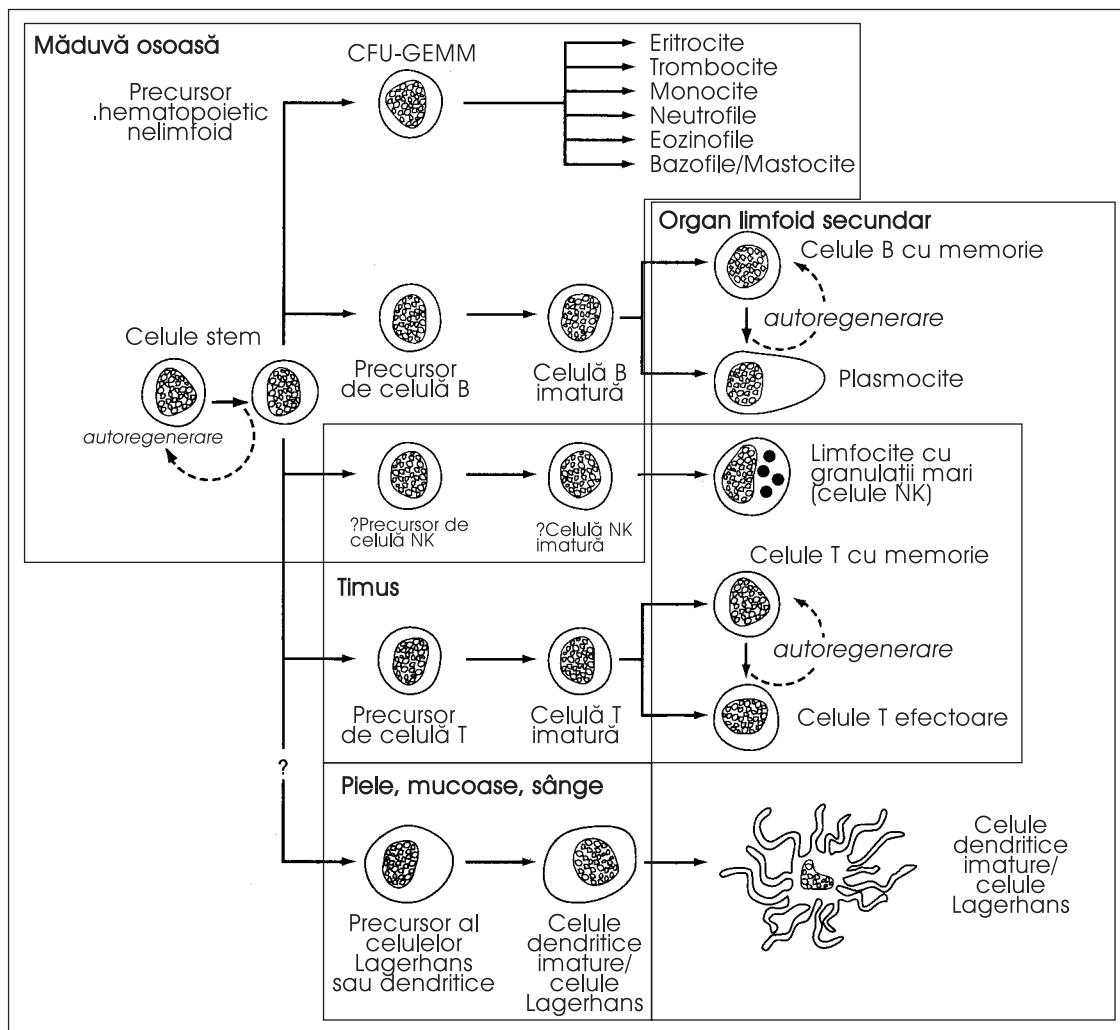 Măduvă osoasă
CFU-GEMM
Precursor
.hematopoietic
nelimfoid
Eritrocite
Trombocite
Monocite
Neutrofile
Eozinofile
Bazofile/Mastocite
Organ limfoid secundar
Celule B cu memorie
autoregenerare
Plasmocite
Celule stem
autoregenerare
Precursor
de celulă B
Celulă B
imatură
?Precursor de
celulă NK
?Celulă NK
imatură
Limfocite cu
granulații mari
(celule NK)
Timus
Celule T cu memorie
autoregenerare
Celule T efectoare
Precursor
de celulă T
Celulă T
imatură
?
Piele, mucoase, sânge
Precursor al
celulelor
Lagerhans
sau dendritice
Celule
dendritice
imature/
celule
Lagerhans
Celule
dendritice
imature/
celule
Lagerhans